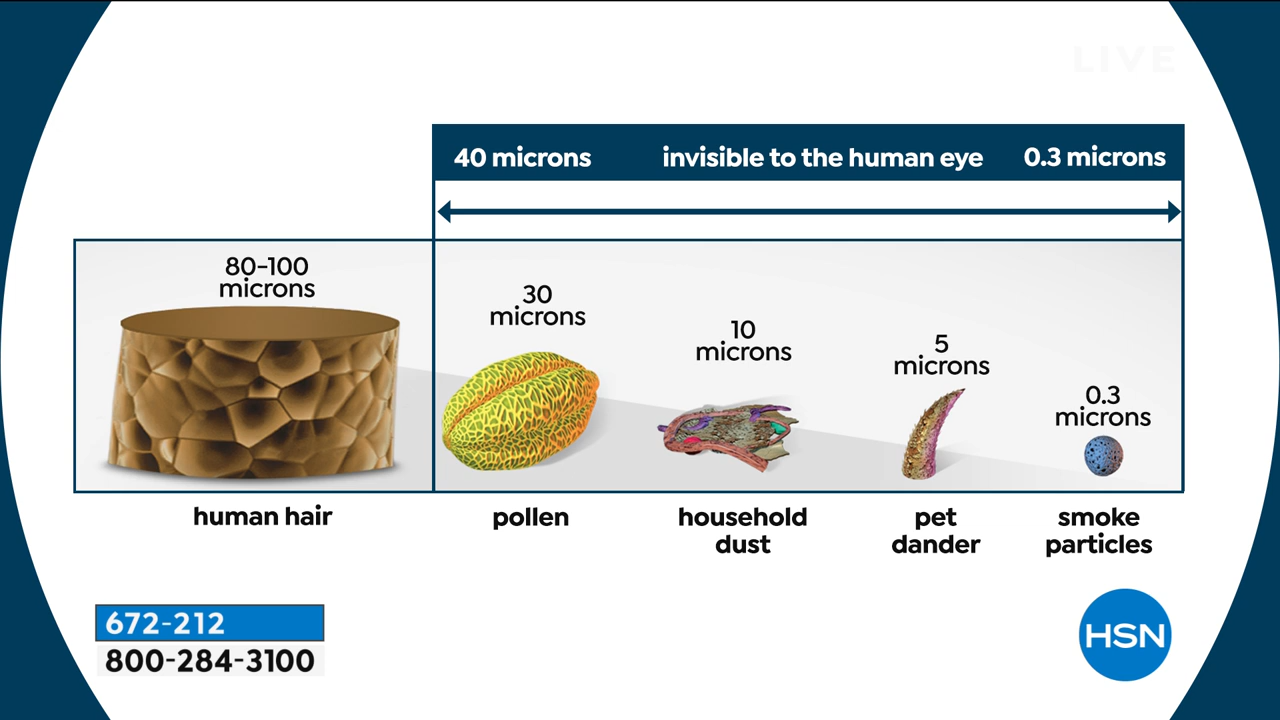 LIVE
40 microns invisible to the human eye 0.3 microns
80-100
microns
30
microns
10
microns
5
microns
0.3
microns
human hair
pollen
household
dust
pet
dander
smoke
particles
672-212
800-284-3100
HSN